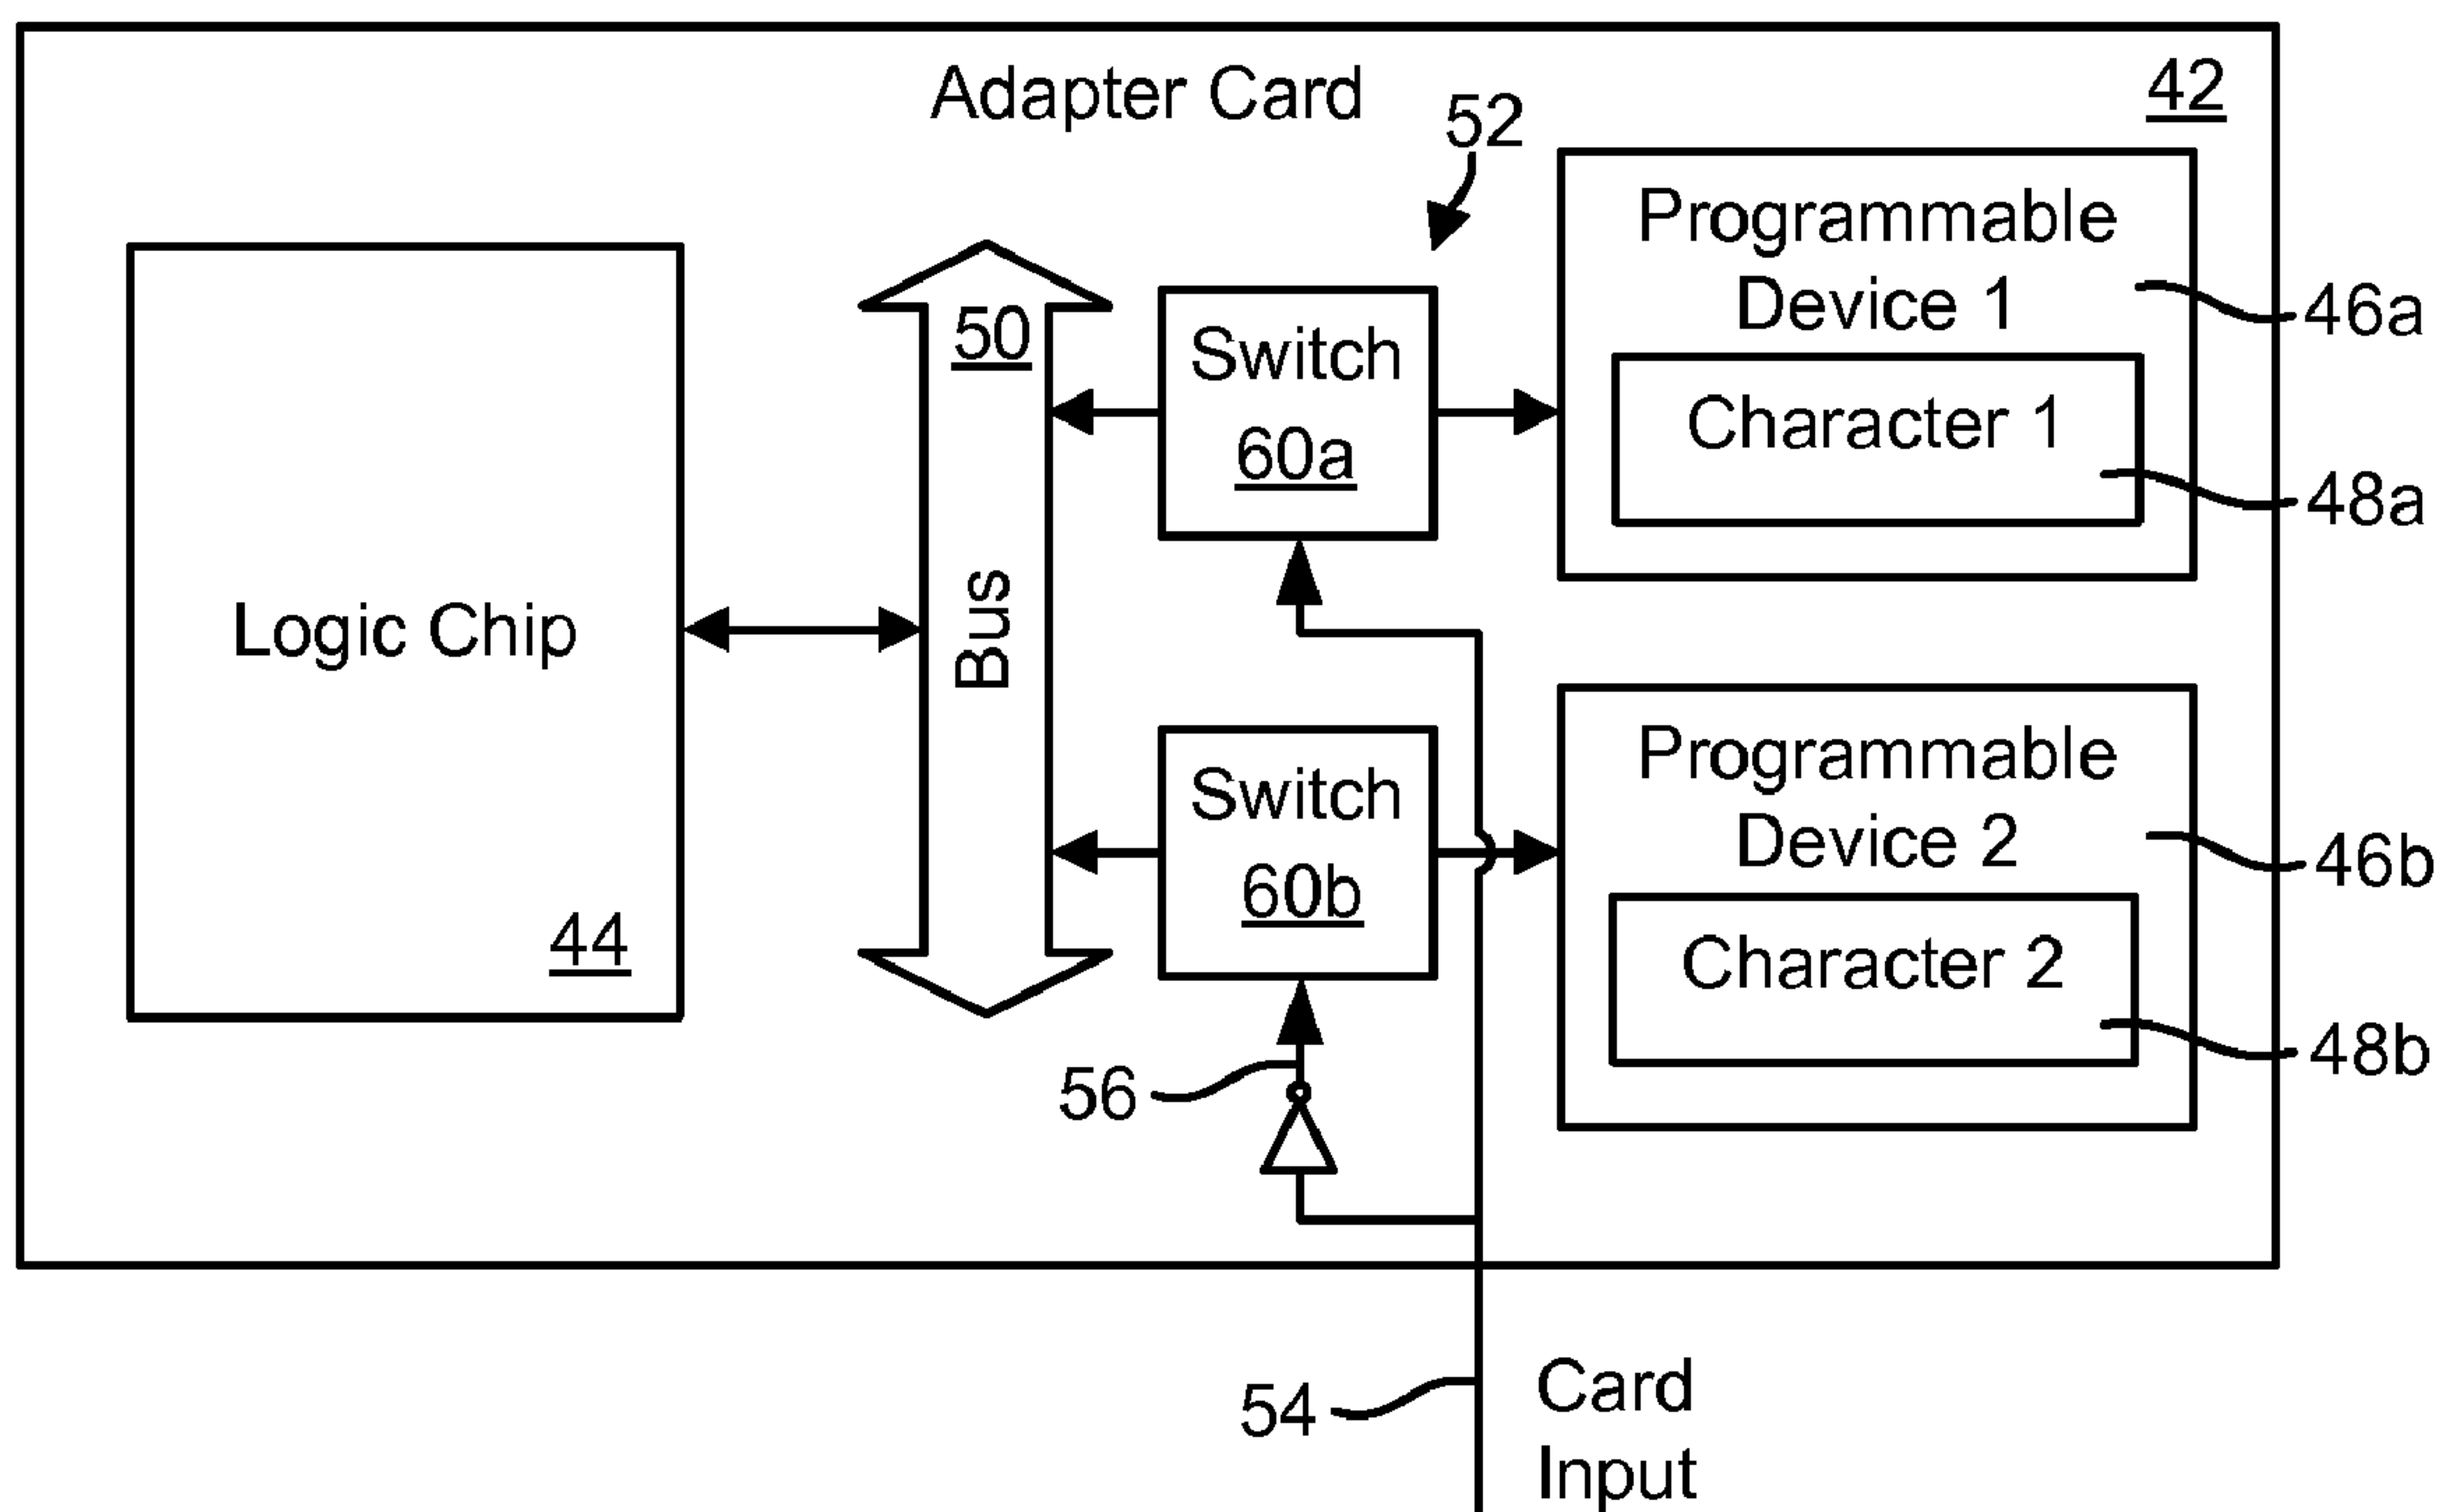 Adapter Card
42
52
Programmable
Device 1
46a
Character 1
48a
Switch
60a
50
Bus
Logic Chip
44
Switch
60b
Programmable
Device 2
46b
Character 2
48b
56
54
Card
Input